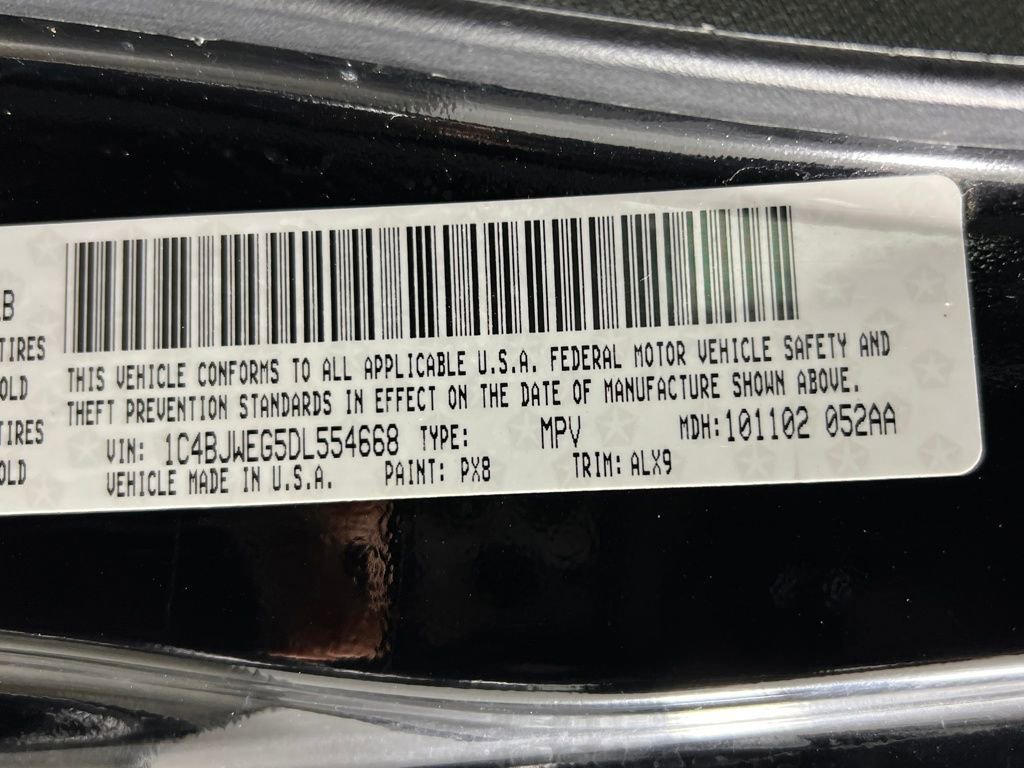 B
TIRES
OLD
TIRES
OLD
THIS VEHICLE CONFORMS TO ALL APPLICABLE U.S.A. FEDERAL MOTOR VEHICLE SAFETY AND
THEFT PREVENTION STANDARDS IN EFFECT ON THE DATE OF MANUFACTURE SHOWN ABOVE.
VIN: 1C4BJWEG5DL554668 TYPE: MPV MDH:101102 052AA
VEHICLE MADE IN U.S.A. PAINT: PX8 TRIM: ALX9